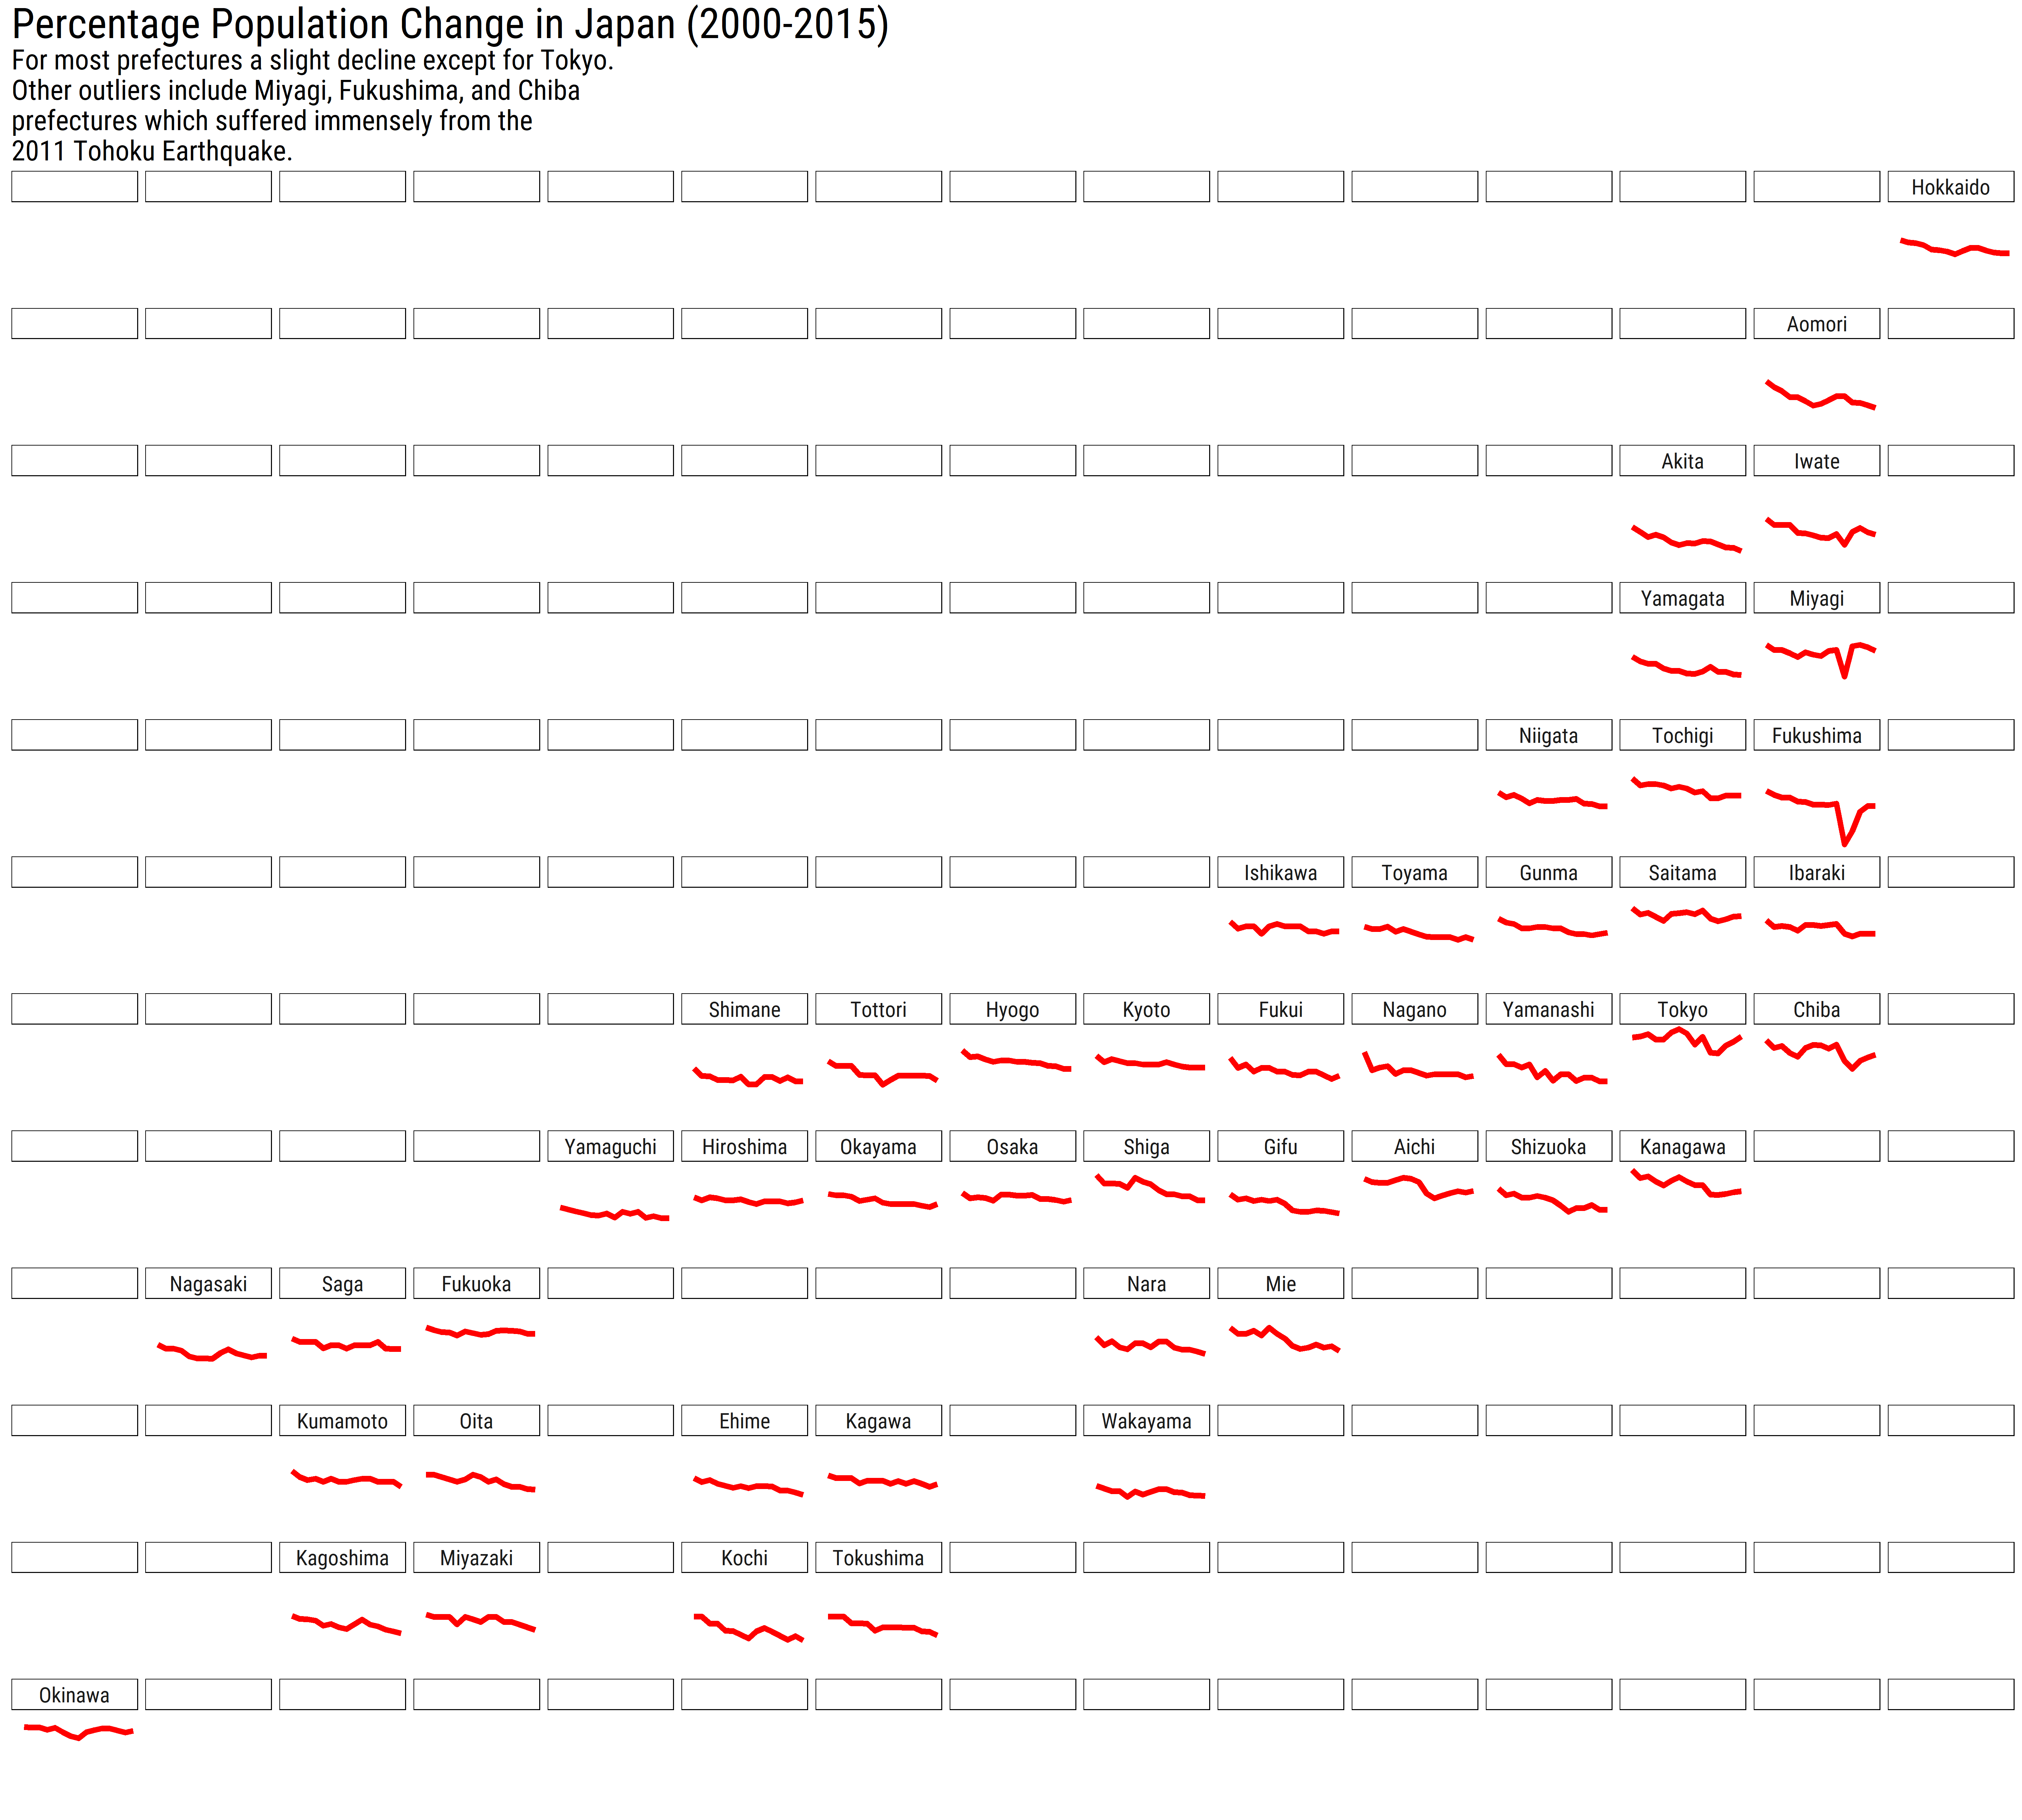 Percentage Population Change in Japan (2000-2015)
For most prefectures a slight decline except for Tokyo.
Other outliers include Miyagi, Fukushima, and Chiba
prefectures which suffered immensely from the
2011 Tohoku Earthquake.
Hokkaido
Aomori
Akita Iwate
Yamagata Miyagi
Niigata Tochigi Fukushima
Ishikawa Toyama Gunma Saitama Ibaraki
Shimane Tottori Hyogo Kyoto Fukui Nagano Yamanashi Tokyo Chiba
Yamaguchi Hiroshima Okayama Osaka Shiga Gifu Aichi Shizuoka Kanagawa
Nagasaki Saga Fukuoka Nara Mie
Kumamoto Oita Ehime Kagawa Wakayama
Kagoshima Miyazaki Kochi Tokushima
Okinawa